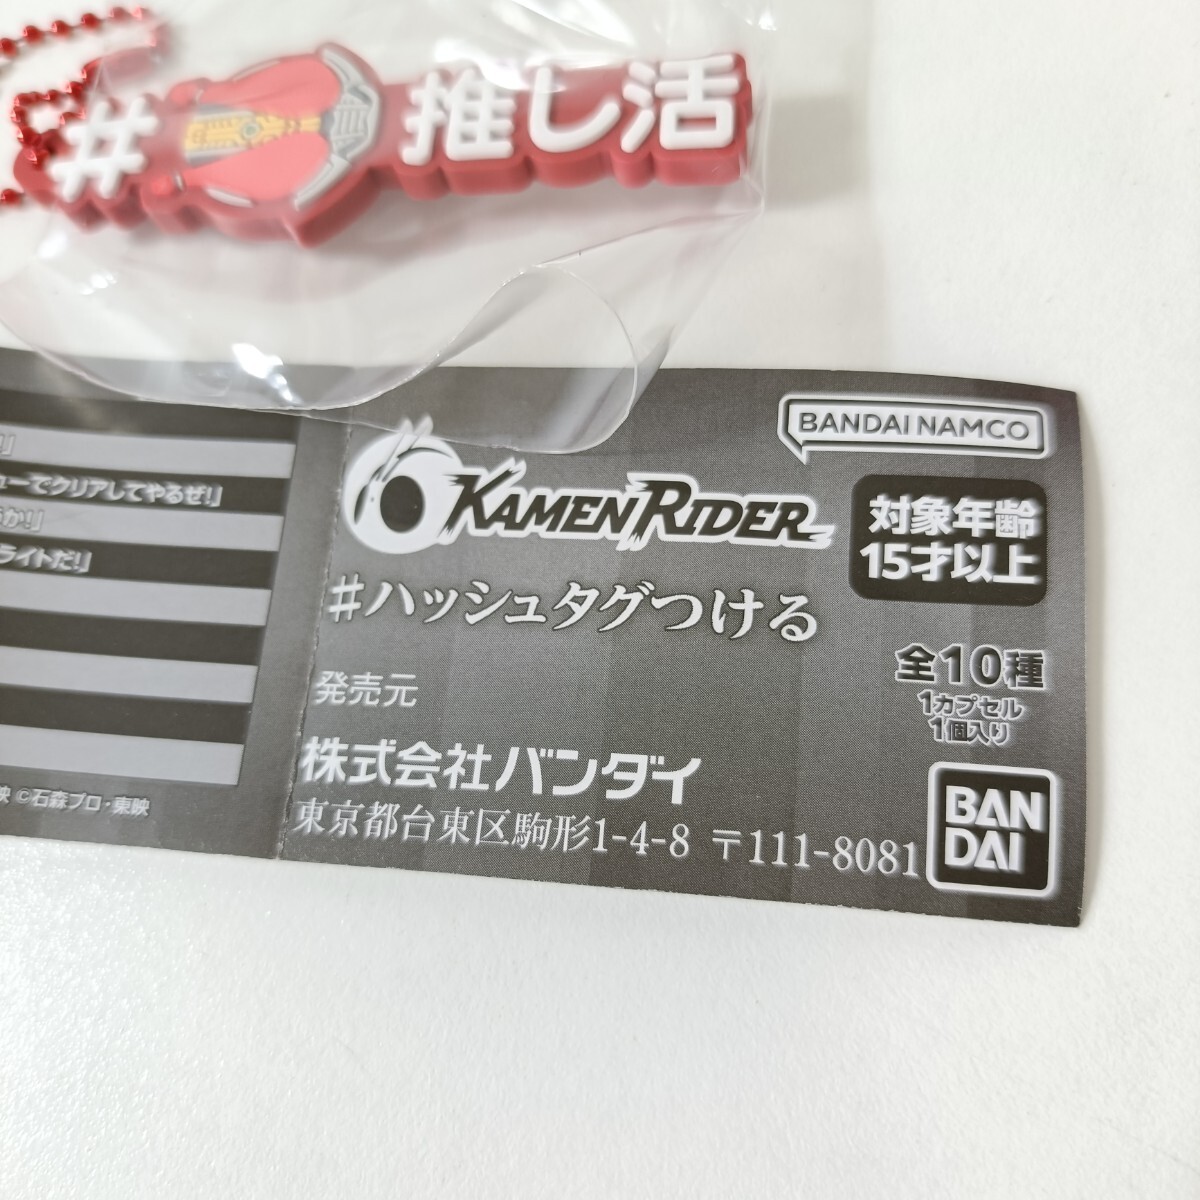 #推し活
!」
ューでクリアしてやるぜ!」
か!」
ライトだ!」
映 ©石森プロ・東映
BANDAI NAMCO
KAMEN RIDER
対象年齢
15才以上
#ハッシュタグつける
全10種
1カプセル
1個入り
発売元
株式会社バンダイ
東京都台東区駒形1-4-8 〒111-8081
BAN
DAI